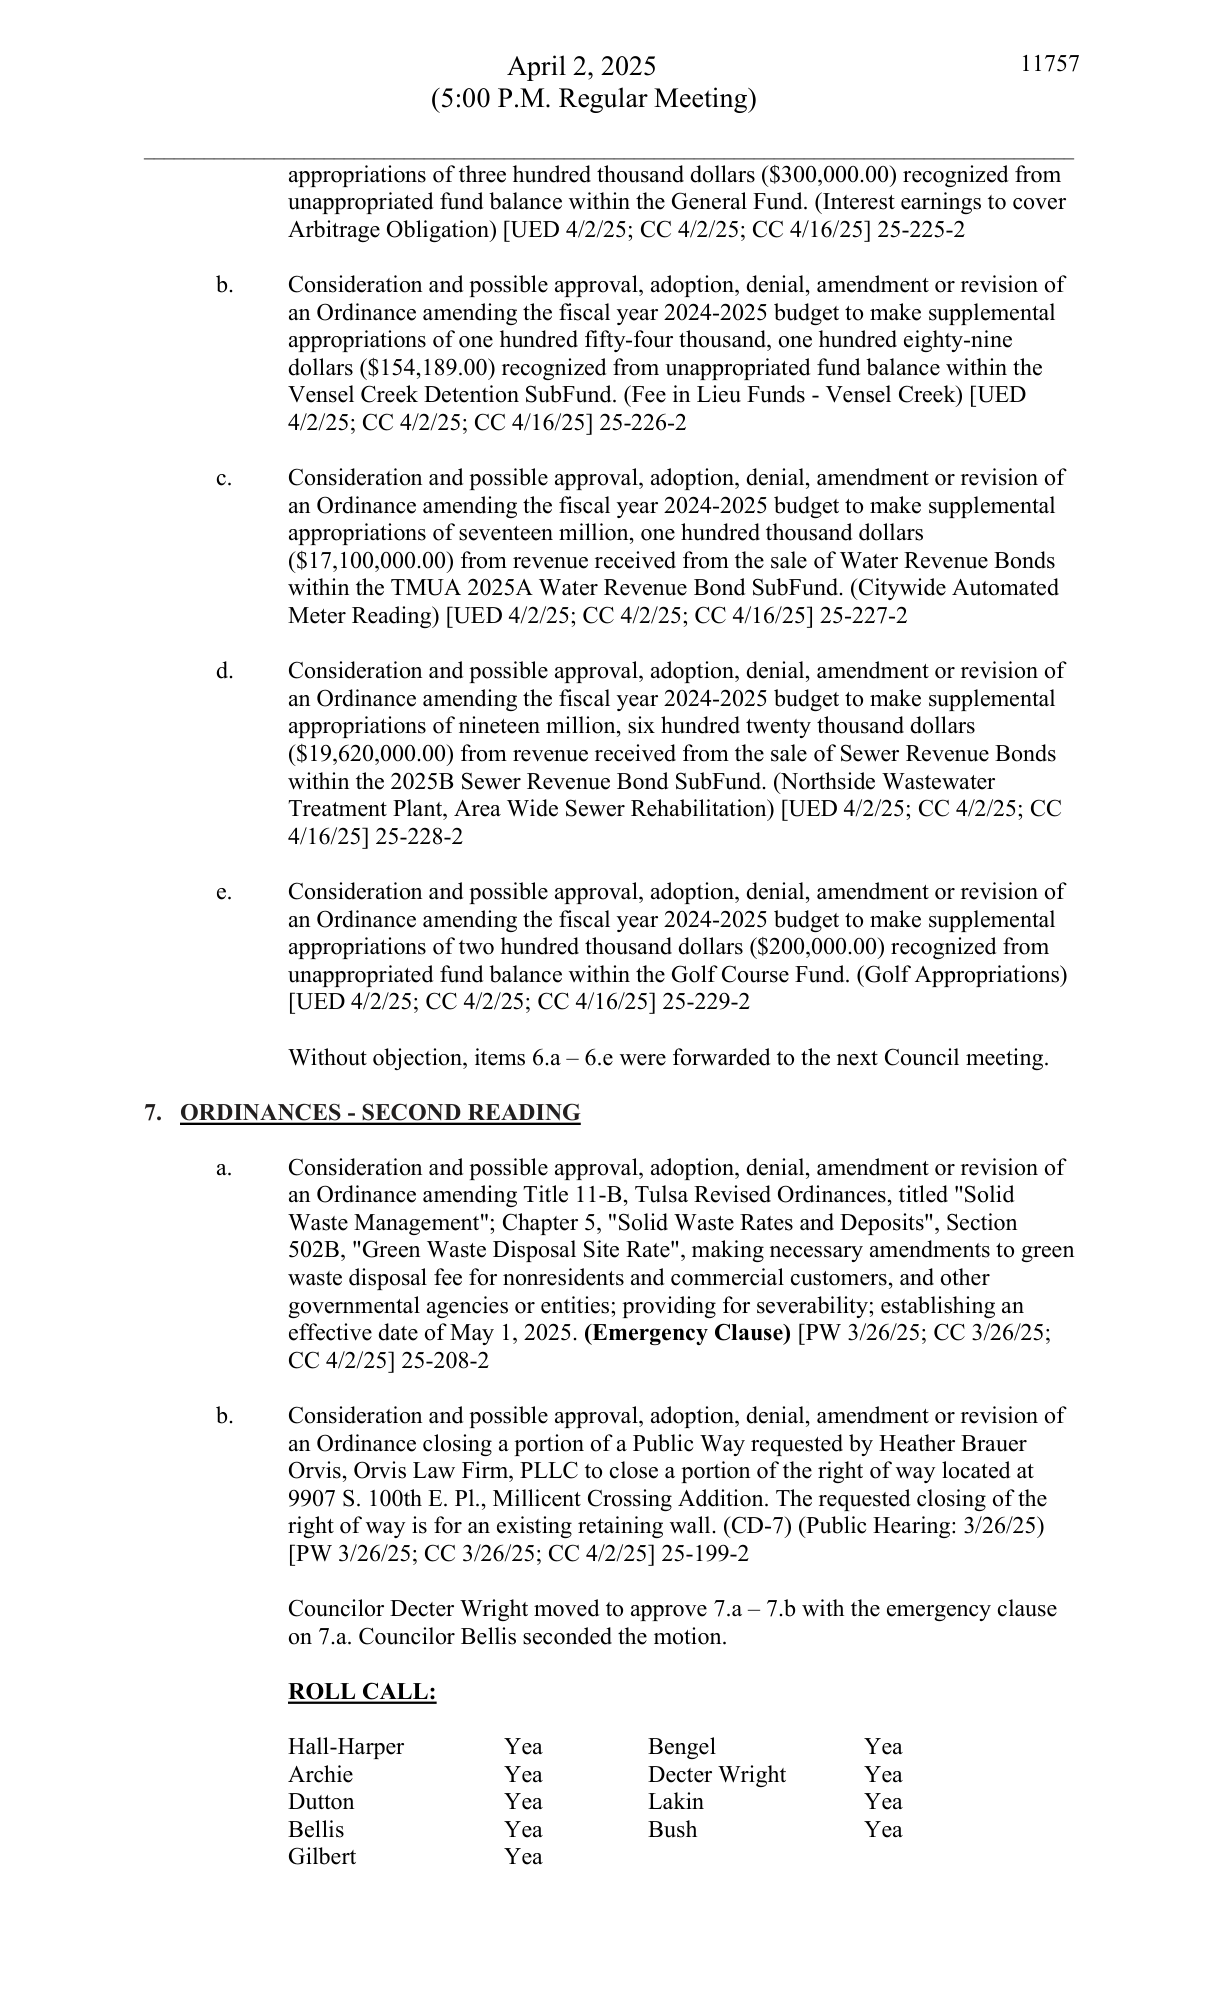 April 2, 2025
11757
(5:00 P.M. Regular Meeting)
appropriations of three hundred thousand dollars ($300,000.00) recognized from
unappropriated fund balance within the General Fund. (Interest earnings to cover
Arbitrage Obligation) [UED 4/2/25; CC 4/2/25; CC 4/16/25] 25-225-2
b. Consideration and possible approval, adoption, denial, amendment or revision of
an Ordinance amending the fiscal year 2024-2025 budget to make supplemental
appropriations of one hundred fifty-four thousand, one hundred eighty-nine
dollars ($154,189.00) recognized from unappropriated fund balance within the
Vensel Creek Detention SubFund. (Fee in Lieu Funds - Vensel Creek) [UED
4/2/25; CC 4/2/25; CC 4/16/25] 25-226-2
c. Consideration and possible approval, adoption, denial, amendment or revision of
an Ordinance amending the fiscal year 2024-2025 budget to make supplemental
appropriations of seventeen million, one hundred thousand dollars
($17,100,000.00) from revenue received from the sale of Water Revenue Bonds
within the TMUA 2025A Water Revenue Bond SubFund. (Citywide Automated
Meter Reading) [UED 4/2/25; CC 4/2/25; CC 4/16/25] 25-227-2
d. Consideration and possible approval, adoption, denial, amendment or revision of
an Ordinance amending the fiscal year 2024-2025 budget to make supplemental
appropriations of nineteen million, six hundred twenty thousand dollars
($19,620,000.00) from revenue received from the sale of Sewer Revenue Bonds
within the 2025B Sewer Revenue Bond SubFund. (Northside Wastewater
Treatment Plant, Area Wide Sewer Rehabilitation) [UED 4/2/25; CC 4/2/25; CC
4/16/25] 25-228-2
e. Consideration and possible approval, adoption, denial, amendment or revision of
an Ordinance amending the fiscal year 2024-2025 budget to make supplemental
appropriations of two hundred thousand dollars ($200,000.00) recognized from
unappropriated fund balance within the Golf Course Fund. (Golf Appropriations)
[UED 4/2/25; CC 4/2/25; CC 4/16/25] 25-229-2
Without objection, items 6.a – 6.e were forwarded to the next Council meeting.
7. ORDINANCES - SECOND READING
a. Consideration and possible approval, adoption, denial, amendment or revision of
an Ordinance amending Title 11-B, Tulsa Revised Ordinances, titled "Solid
Waste Management"; Chapter 5, "Solid Waste Rates and Deposits", Section
502B, "Green Waste Disposal Site Rate", making necessary amendments to green
waste disposal fee for nonresidents and commercial customers, and other
governmental agencies or entities; providing for severability; establishing an
effective date of May 1, 2025. (Emergency Clause) [PW 3/26/25; CC 3/26/25;
CC 4/2/25] 25-208-2
b. Consideration and possible approval, adoption, denial, amendment or revision of
an Ordinance closing a portion of a Public Way requested by Heather Brauer
Orvis, Orvis Law Firm, PLLC to close a portion of the right of way located at
9907 S. 100th E. Pl., Millicent Crossing Addition. The requested closing of the
right of way is for an existing retaining wall. (CD-7) (Public Hearing: 3/26/25)
[PW 3/26/25; CC 3/26/25; CC 4/2/25] 25-199-2
Councilor Decter Wright moved to approve 7.a – 7.b with the emergency clause
on 7.a. Councilor Bellis seconded the motion.
ROLL CALL:
Hall-Harper Yea Bengel Yea
Archie Yea Decter Wright Yea
Dutton Yea Lakin Yea
Bellis Yea Bush Yea
Gilbert Yea